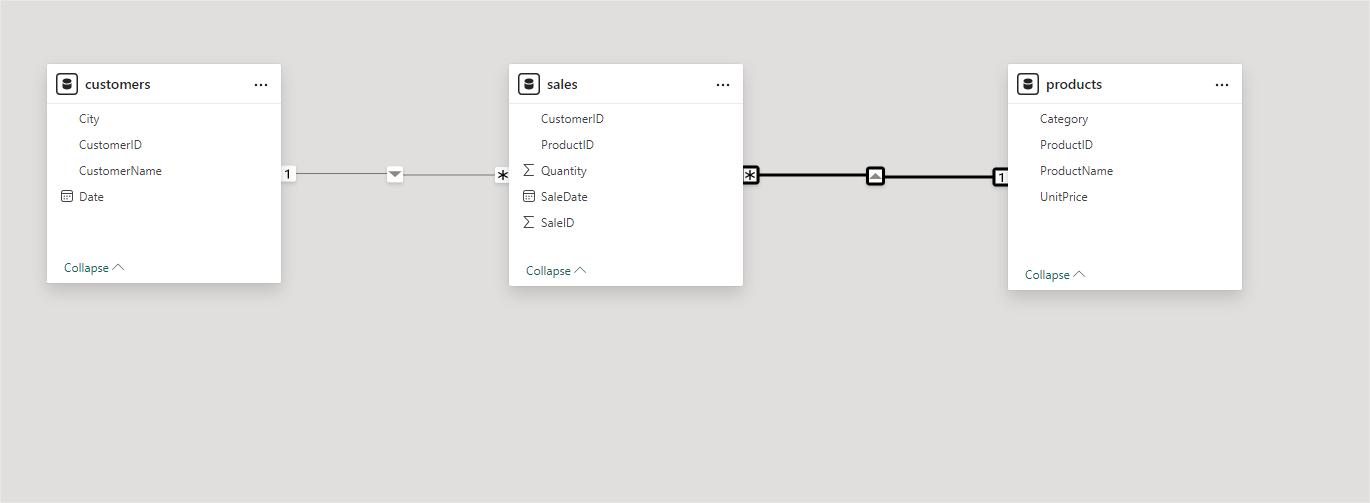 customers
City
CustomerID
CustomerName
Date
Collapse
1
*
sales
CustomerID
ProductID
Σ Quantity
SaleDate
Σ SaleID
Collapse
*
1
products
Category
ProductID
ProductName
UnitPrice
Collapse